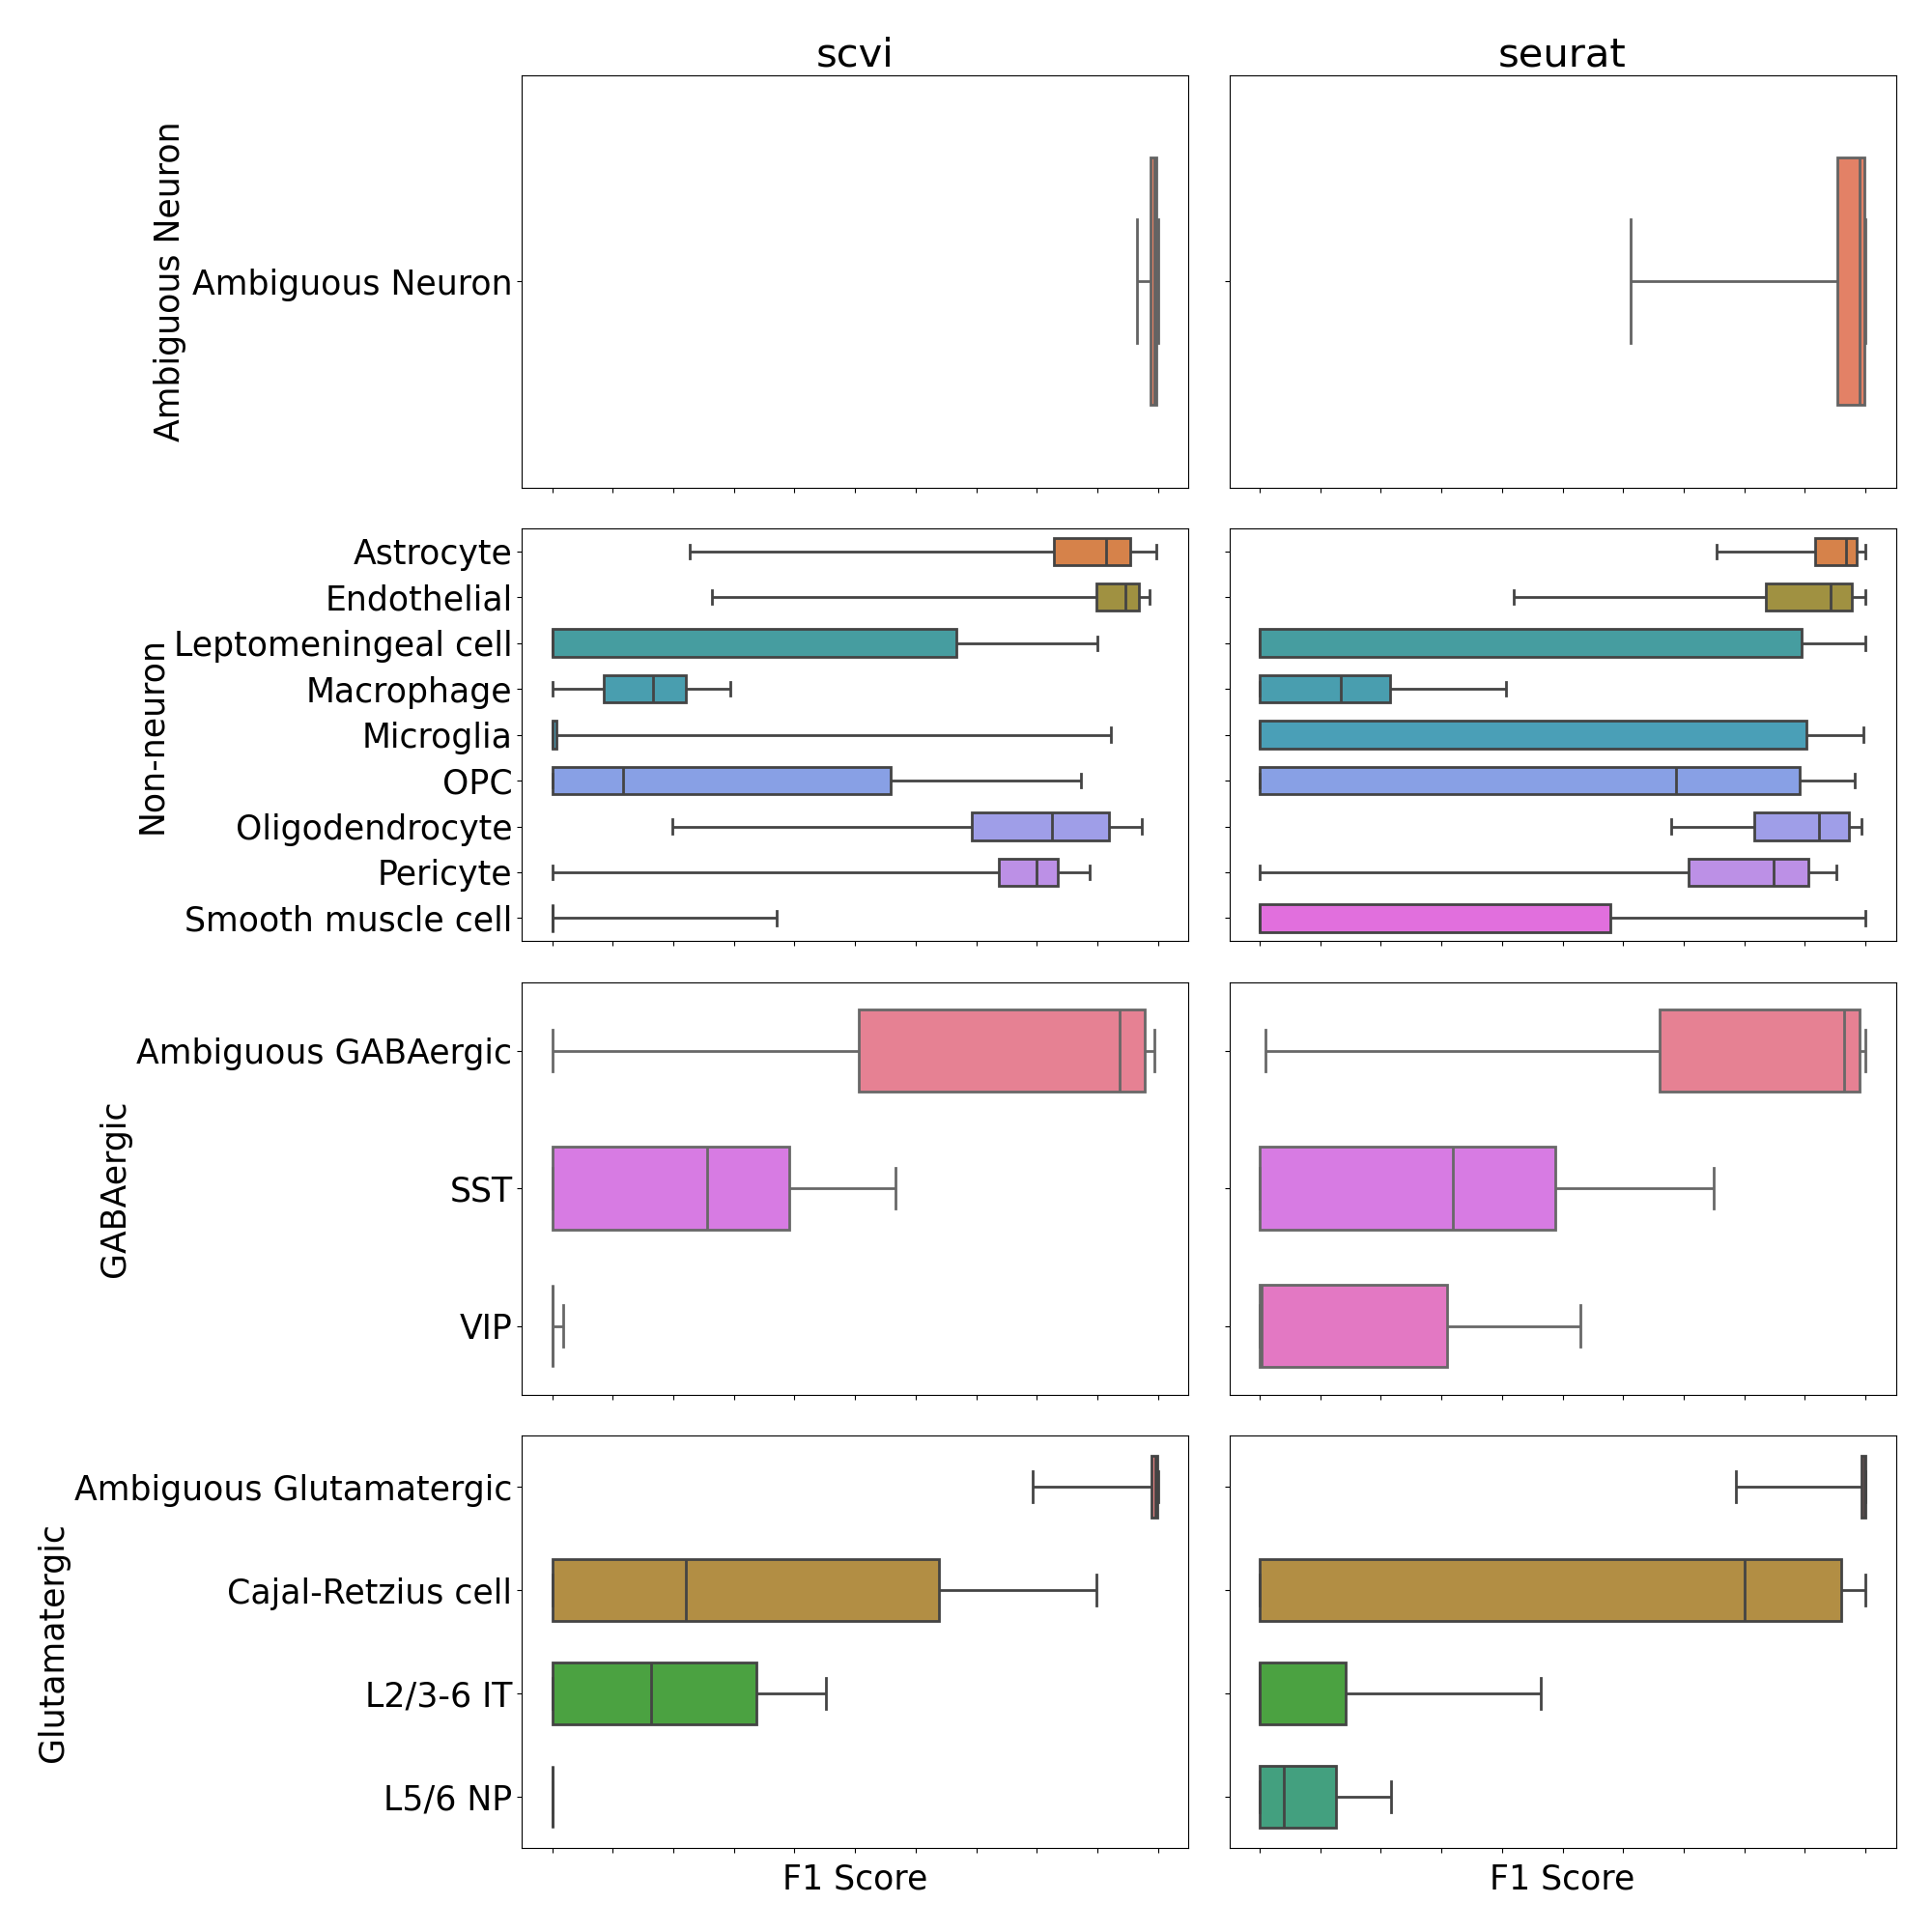 scvi
seurat
Ambiguous Neuron
Ambiguous Neuron
Non-neuron
Astrocyte
Endothelial
Leptomeningeal cell
Macrophage
Microglia
OPC
Oligodendrocyte
Pericyte
Smooth muscle cell
GABAergic
Ambiguous GABAergic
SST
VIP
Glutamatergic
Ambiguous Glutamatergic
Cajal-Retzius cell
L2/3-6 IT
L5/6 NP
F1 Score
F1 Score